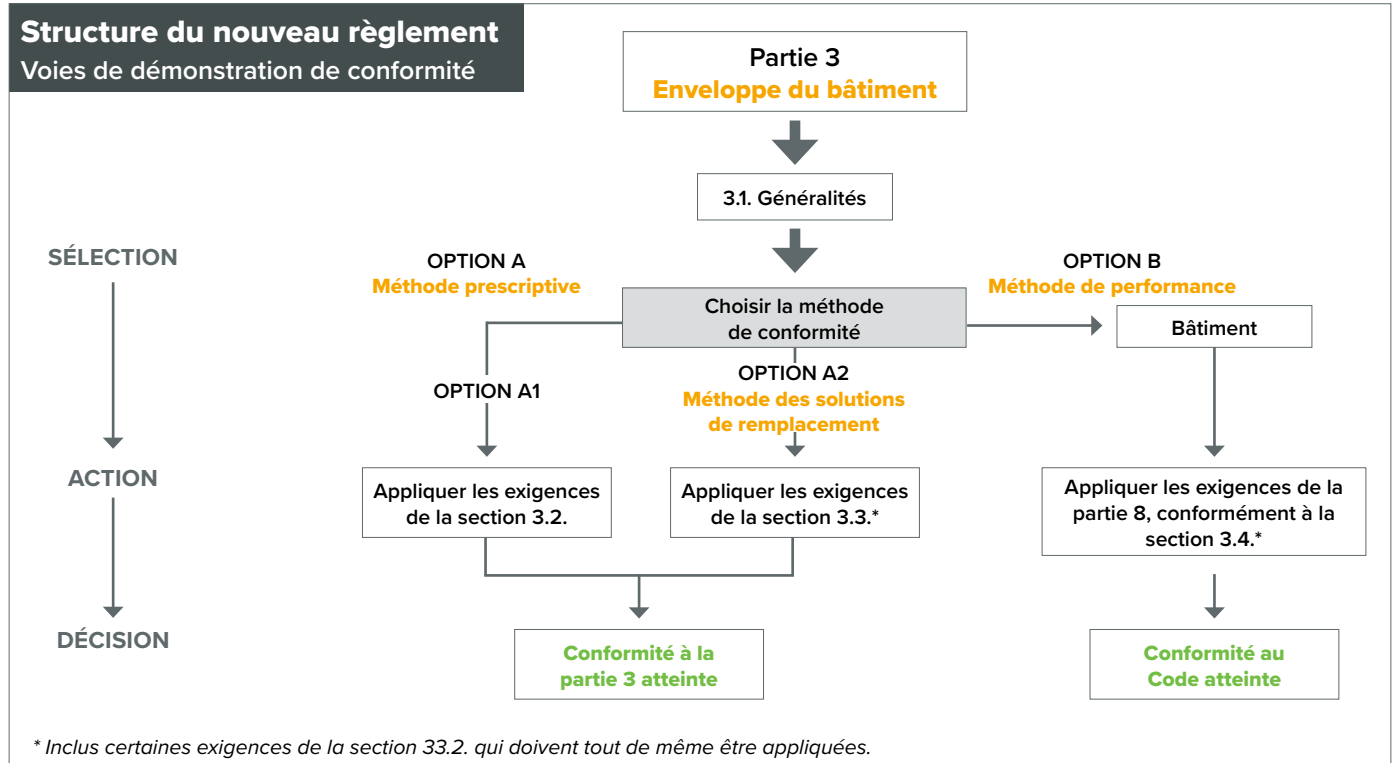 Structure du nouveau règlement
Voies de démonstration de conformité
Partie 3
Enveloppe du bâtiment
3.1. Généralités
SÉLECTION
OPTION A
Méthode prescriptive
OPTION B
Méthode de performance
Choisir la méthode
de conformité
Bâtiment
OPTION A1
OPTION A2
Méthode des solutions
de remplacement
ACTION
Appliquer les exigences
de la section 3.2.
Appliquer les exigences
de la section 3.3.*
Appliquer les exigences de la
partie 8, conformément à la
section 3.4.*
DÉCISION
Conformité à la
partie 3 atteinte
Conformité au
Code atteinte
* Inclus certaines exigences de la section 33.2. qui doivent tout de même être appliquées.